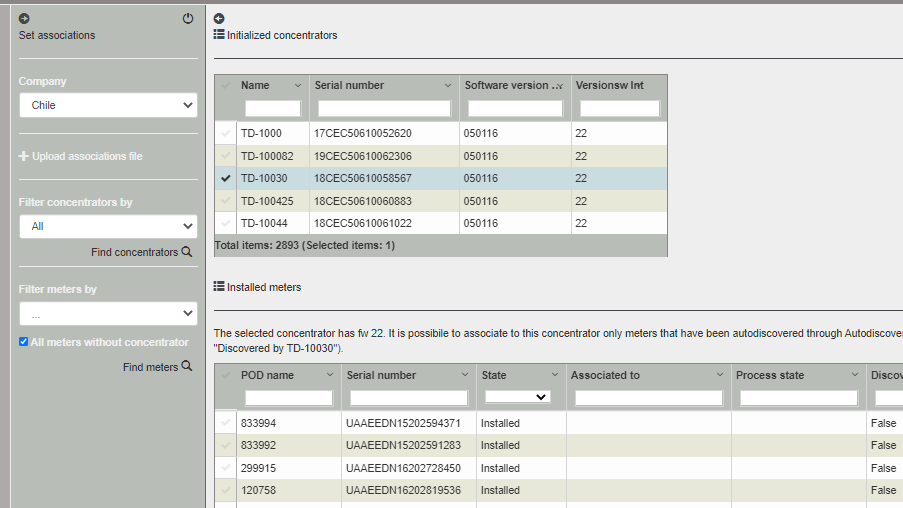 Set associations
Company
Chile
Upload associations file
Filter concentrators by
All
Find concentrators
Filter meters by
...
All meters without concentrator
Find meters
Initialized concentrators
Name Serial number Software version ... Versionsw Int
TD-1000 17CEC50610052620 050116 22
TD-100082 19CEC50610062306 050116 22
TD-10030 18CEC50610058567 050116 22
TD-100425 18CEC50610060883 050116 22
TD-10044 18CEC50610061022 050116 22
Total items: 2893 (Selected items: 1)
Installed meters
The selected concentrator has fw 22. It is possibile to associate to this concentrator only meters that have been autodiscovered through Autodiscover
"Discovered by TD-10030").
POD name Serial number State Associated to Process state Discov
833994 UAAEEDN15202594371 Installed False
833992 UAAEEDN15202591283 Installed False
299915 UAAEEDN16202728450 Installed False
120758 UAAEEDN16202819536 Installed False